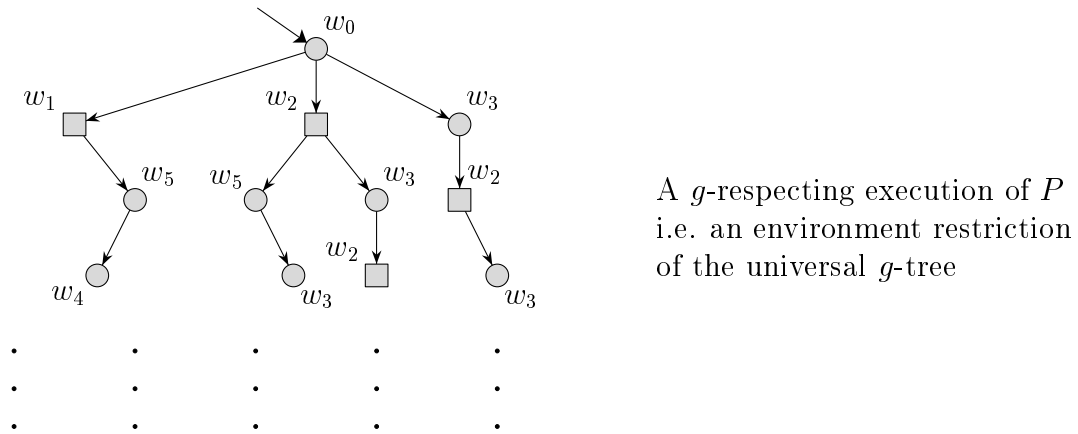 w₀
w₁ w₂ w₃
w₅ w₅ w₃ w₂
w₄ w₃ w₂ w₃
A g-respecting execution of P
i.e. an environment restriction
of the universal g-tree